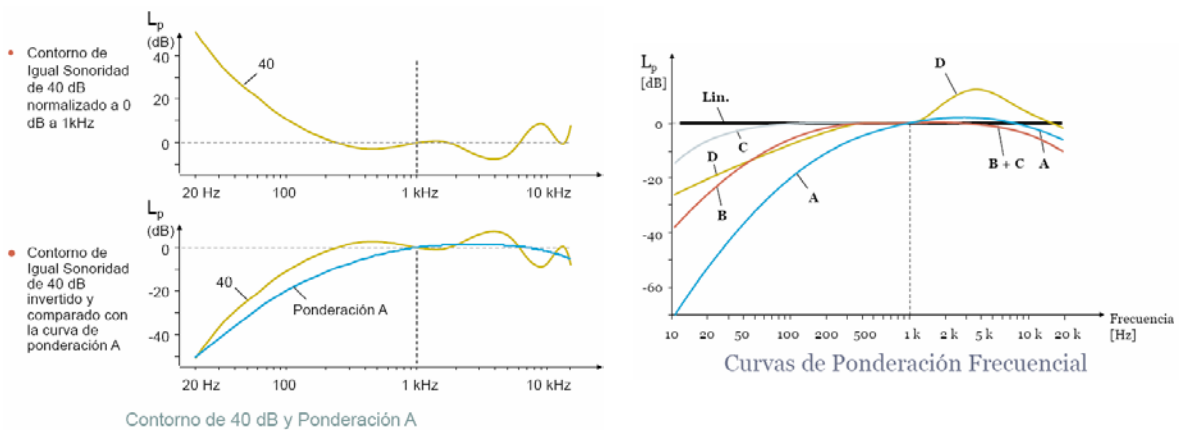 Lp
(dB)
• Contorno de
Igual Sonoridad
de 40 dB
normalizado a 0
dB a 1kHz
40
20
0
40
20 Hz
100
1 kHz
10 kHz
Lp
(dB)
• Contorno de
Igual Sonoridad
de 40 dB
invertido y
comparado con
la curva de
ponderación A
0
-20
-40
40
Ponderación A
20 Hz
100
1 kHz
10 kHz
Contorno de 40 dB y Ponderación A
Lp
[dB]
D
Lin.
0
C
D
B + C
A
-20
B
A
-40
-60
10
20
50
100
200
500
1 k
2 k
5 k
10 k
20 k
Frecuencia
[Hz]
Curvas de Ponderación Frecuencial